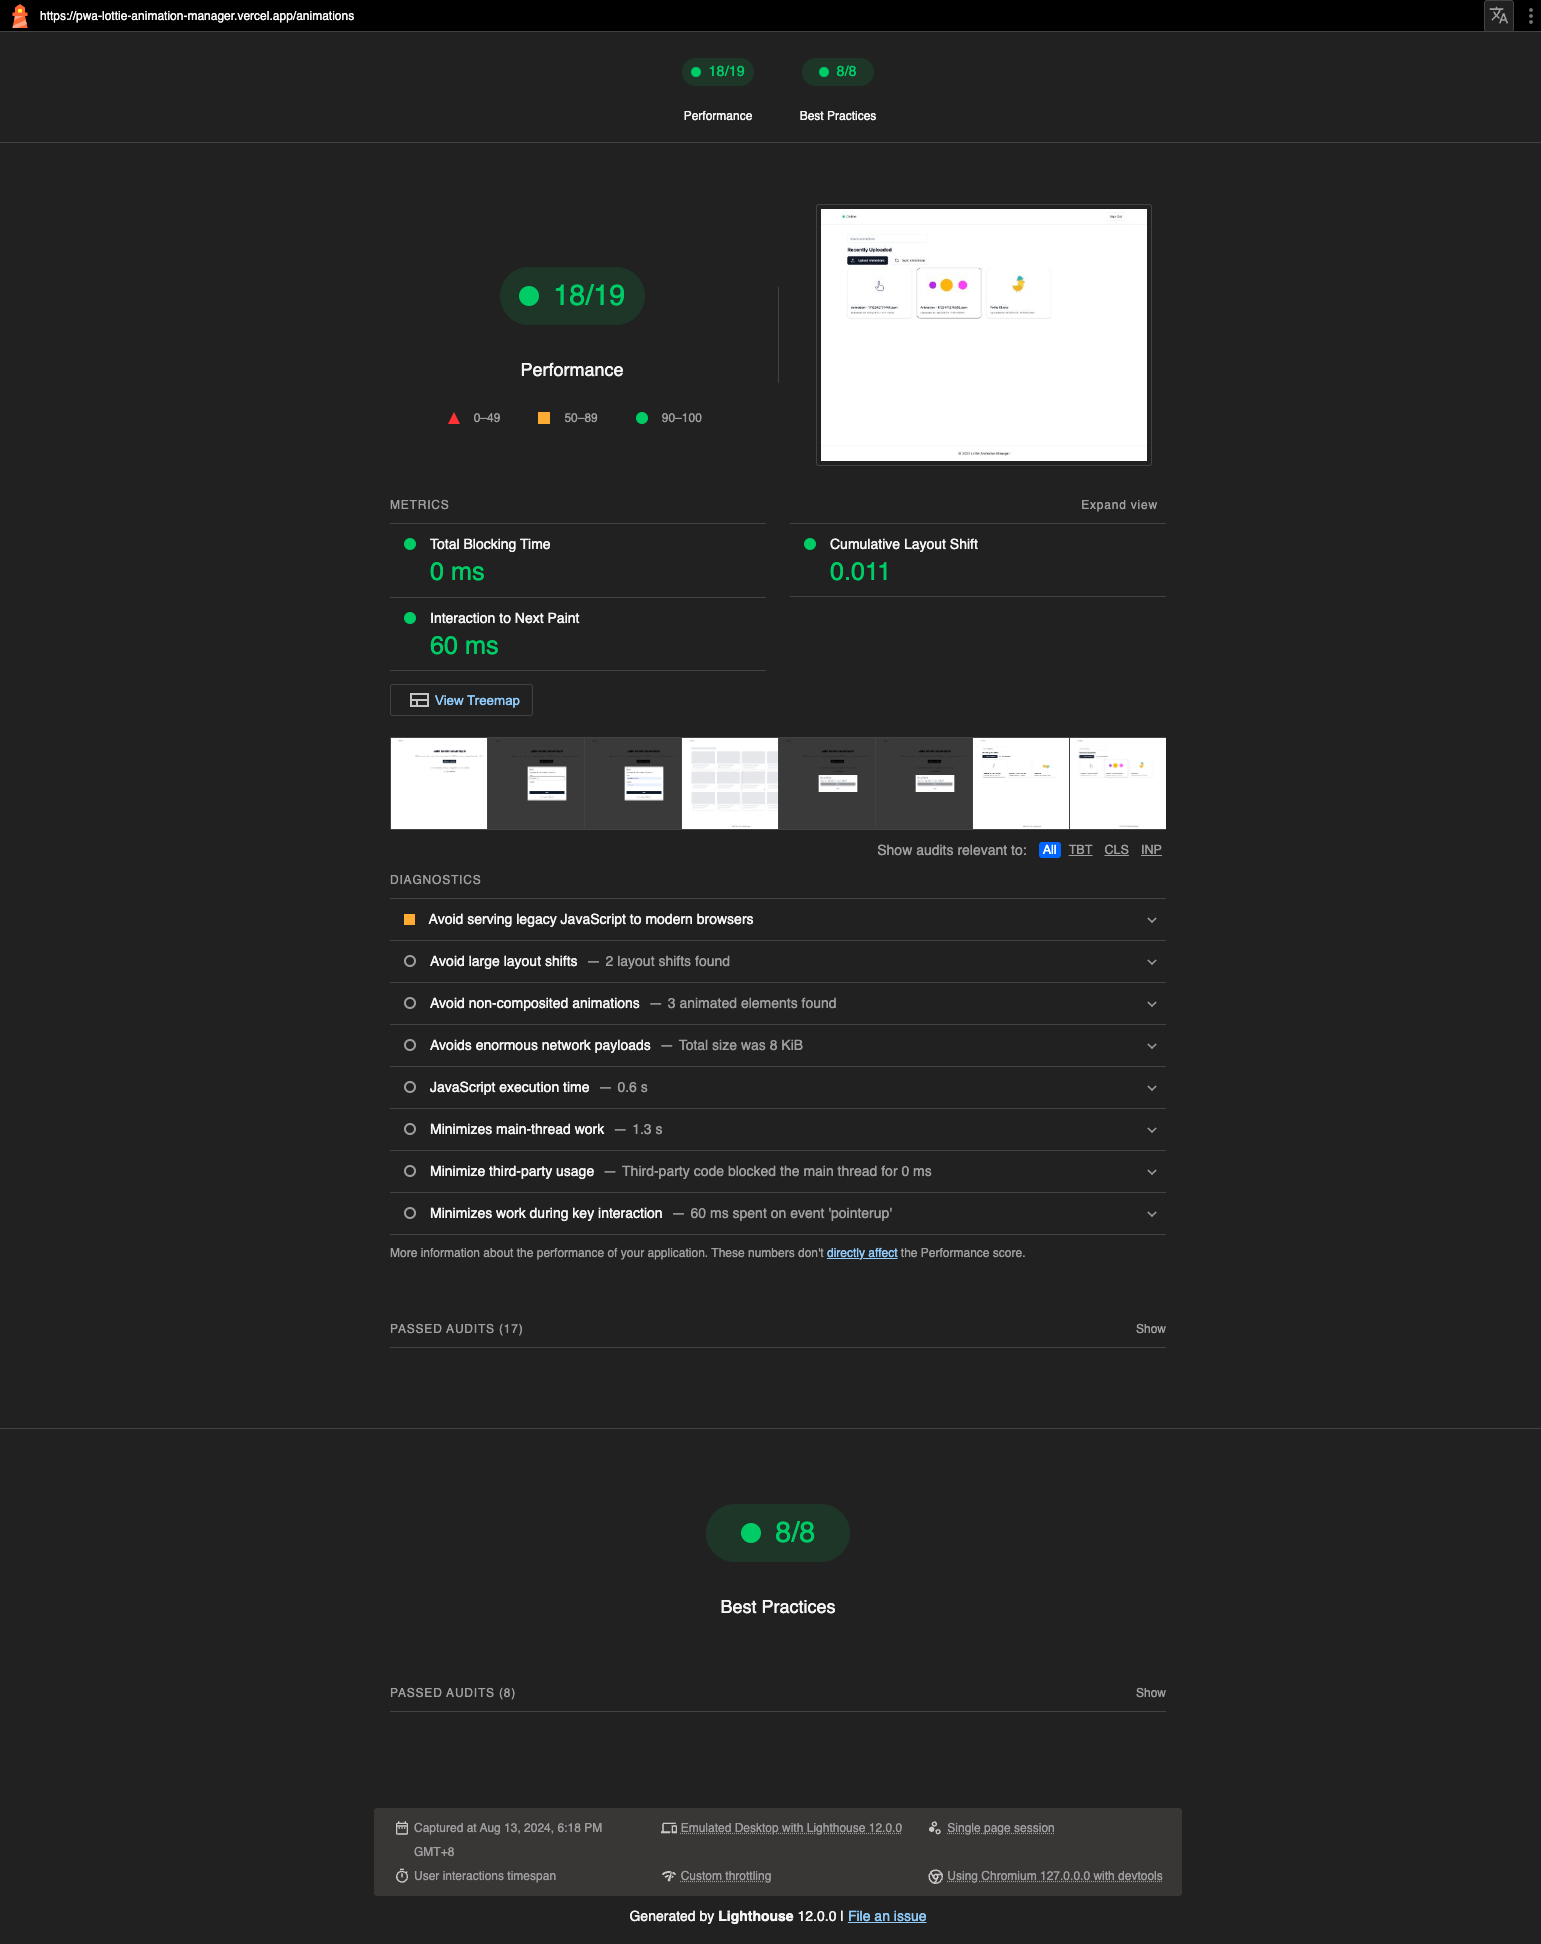 https://pwa-lottie-animation-manager.vercel.app/animations
18/19
8/8
Performance
Best Practices
Online
Sign Out
Recently Uploaded
18/19
Performance
0–49
50–89
90–100
METRICS
Expand view
Total Blocking Time
0 ms
Cumulative Layout Shift
0.011
Interaction to Next Paint
60 ms
View Treemap
Show audits relevant to: All TBT CLS INP
DIAGNOSTICS
Avoid serving legacy JavaScript to modern browsers
Avoid large layout shifts — 2 layout shifts found
Avoid non-composited animations — 3 animated elements found
Avoids enormous network payloads — Total size was 8 KiB
JavaScript execution time — 0.6 s
Minimizes main-thread work — 1.3 s
Minimize third-party usage — Third-party code blocked the main thread for 0 ms
Minimizes work during key interaction — 60 ms spent on event 'pointerup'
More information about the performance of your application. These numbers don't directly affect the Performance score.
PASSED AUDITS (17)
Show
8/8
Best Practices
PASSED AUDITS (8)
Show
Captured at Aug 13, 2024, 6:18 PM
GMT+8
Emulated Desktop with Lighthouse 12.0.0
Single page session
User interactions timespan
Custom throttling
Using Chromium 127.0.0.0 with devtools
Generated by Lighthouse 12.0.0 | File an issue